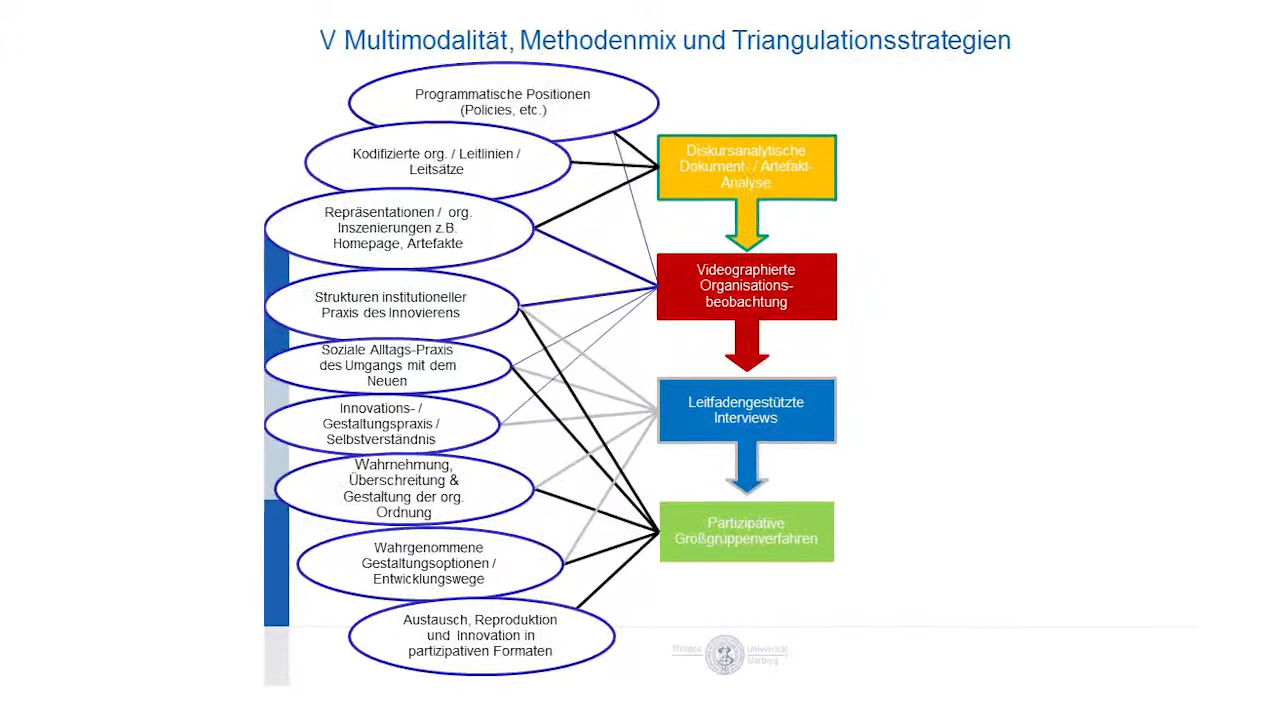 V Multimodalität, Methodenmix und Triangulationsstrategien
Programmatische Positionen
(Policies, etc.)
Kodifizierte org. / Leitlinien /
Leitsätze
Repräsentationen / org.
Inszenierungen z.B.
Homepage, Artefakte
Strukturen institutioneller
Praxis des Innovierens
Soziale Alltags-Praxis
des Umgangs mit dem
Neuen
Innovations- /
Gestaltungspraxis /
Selbstverständnis
Wahrnehmung,
Überschreitung &
Gestaltung der org.
Ordnung
Wahrgenommene
Gestaltungsoptionen /
Entwicklungswege
Austausch, Reproduktion
und Innovation in
partizipativen Formaten
Diskursanalytische
Dokument- / Artefakt-
Analyse
Videographierte
Organisations-
beobachtung
Leitfadengestützte
Interviews
Partizipative
Großgruppenverfahren
Philipps Universität
Marburg